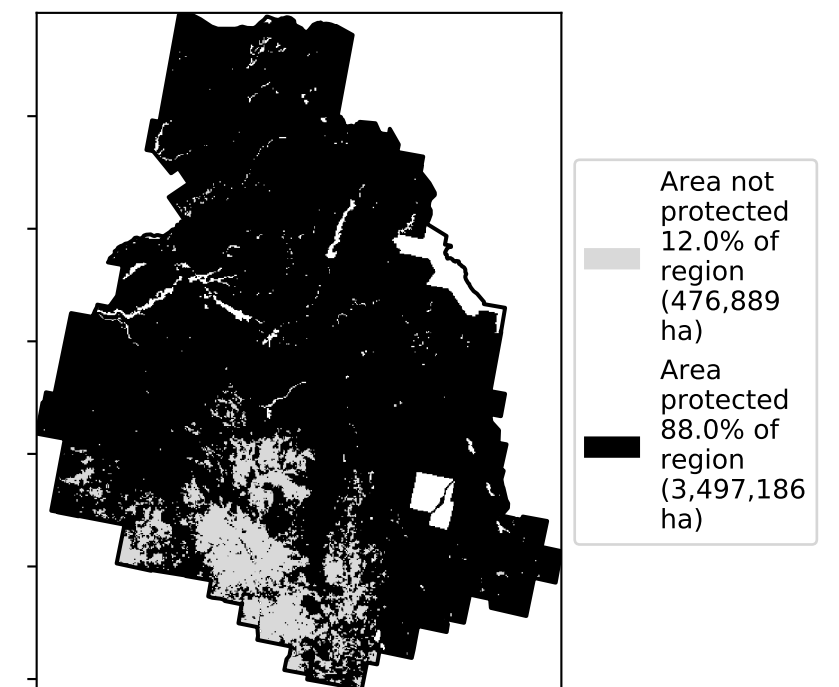 Area not
protected
12.0% of
region
(476,889
ha)
Area
protected
88.0% of
region
(3,497,186
ha)